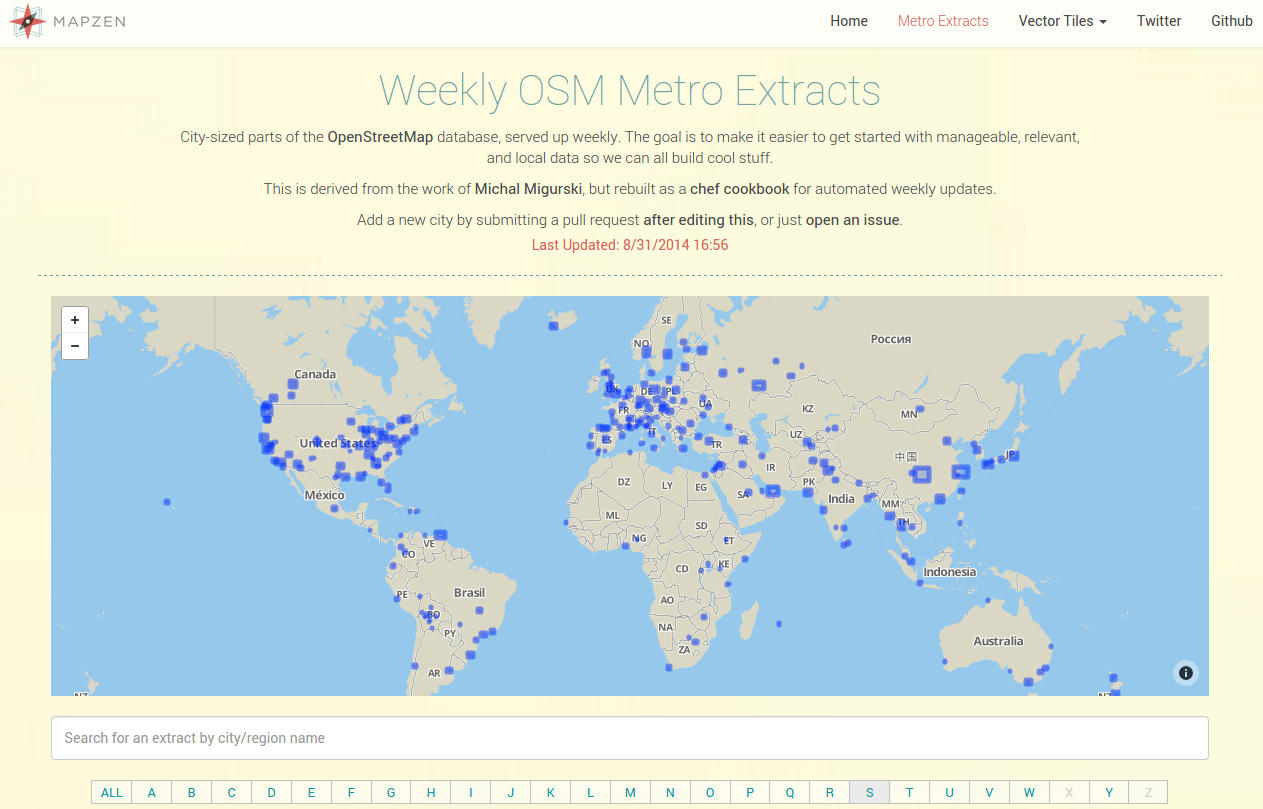 MAPZEN
Home Metro Extracts Vector Tiles Twitter Github
Weekly OSM Metro Extracts
City-sized parts of the OpenStreetMap database, served up weekly. The goal is to make it easier to get started with manageable, relevant,
and local data so we can all build cool stuff.
This is derived from the work of Michal Migurski, but rebuilt as a chef cookbook for automated weekly updates.
Add a new city by submitting a pull request after editing this, or just open an issue.
Last Updated: 8/31/2014 16:56
+
−
SE
NO
Россия
Canada
UK
DE
PL
FR
UA
KZ
MN
United States
ES
IT
TR
UZ
中国
JP
IR
DZ
LY
EG
SA
PK
India
México
MM
ML
SD
TH
NG
ET
VE
CO
CD
KE
Indonesia
PE
Brasil
AO
BO
PY
NA
ZA
Australia
AR
NZ
NZ
i
Search for an extract by city/region name
ALL A B C D E F G H I J K L M N O P Q R S T U V W X Y Z